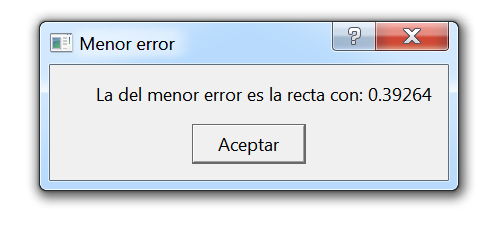 Menor error
La del menor error es la recta con: 0.39264
Aceptar